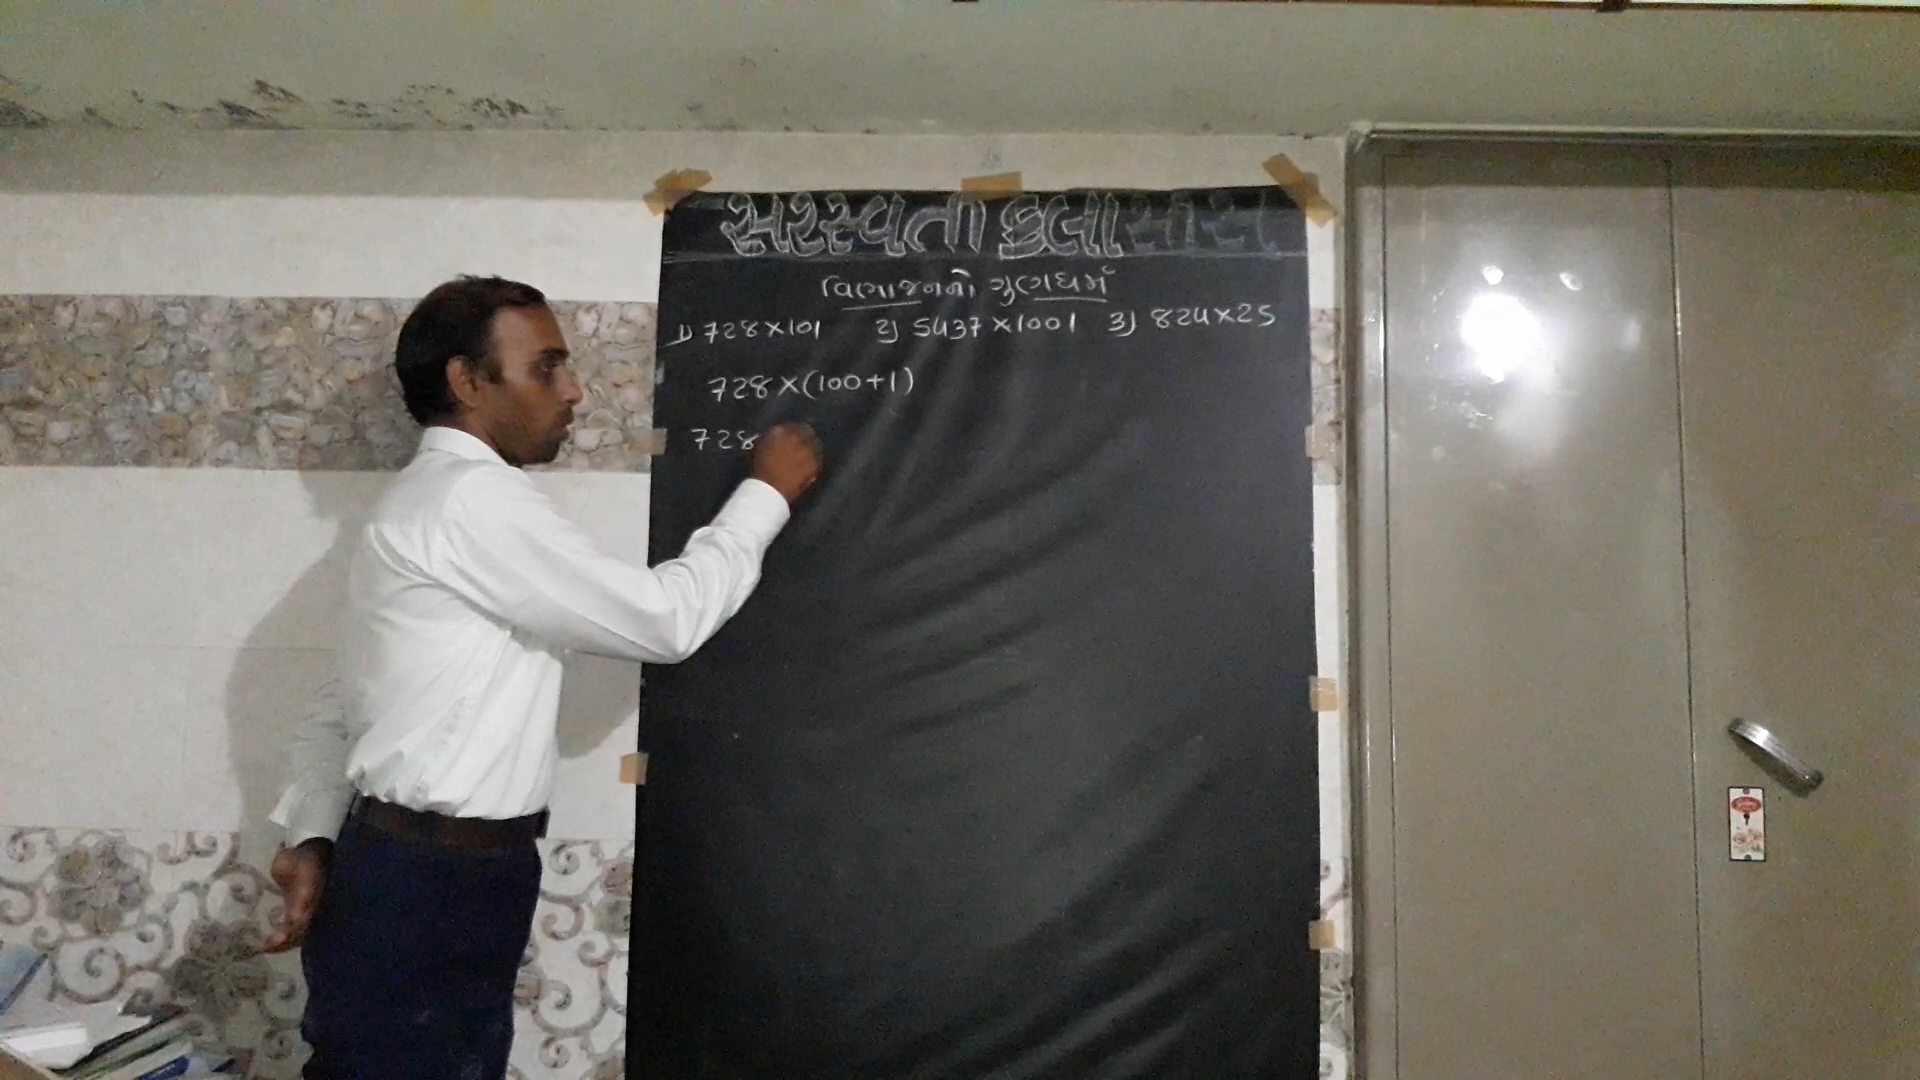 સરસ્વતી ક્લાસીસ
વિભાજનનો ગુણધર્મ
1) 728×101 2) 5437×1001 3) 824×25
728×(100+1)
728